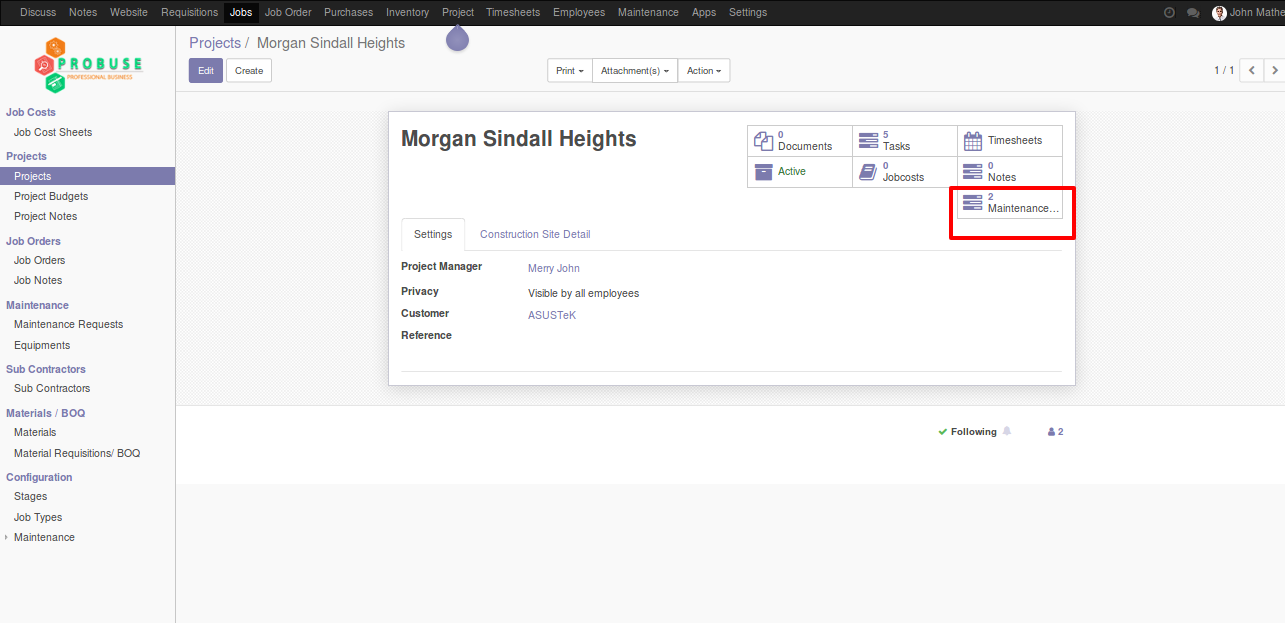 Discuss Notes Website Requisitions Jobs Job Order Purchases Inventory Project Timesheets Employees Maintenance Apps Settings John Mathe
PROBUSE
PROFESSIONAL BUSINESS
Job Costs
Job Cost Sheets
Projects
Projects
Project Budgets
Project Notes
Job Orders
Job Orders
Job Notes
Maintenance
Maintenance Requests
Equipments
Sub Contractors
Sub Contractors
Materials / BOQ
Materials
Material Requisitions/ BOQ
Configuration
Stages
Job Types
Maintenance
Projects / Morgan Sindall Heights
Edit Create Print Attachment(s) Action 1 / 1
Morgan Sindall Heights
0 Documents
5 Tasks
Timesheets
Active
0 Jobcosts
0 Notes
2 Maintenance...
Settings Construction Site Detail
Project Manager Merry John
Privacy Visible by all employees
Customer ASUSTeK
Reference
Following 2